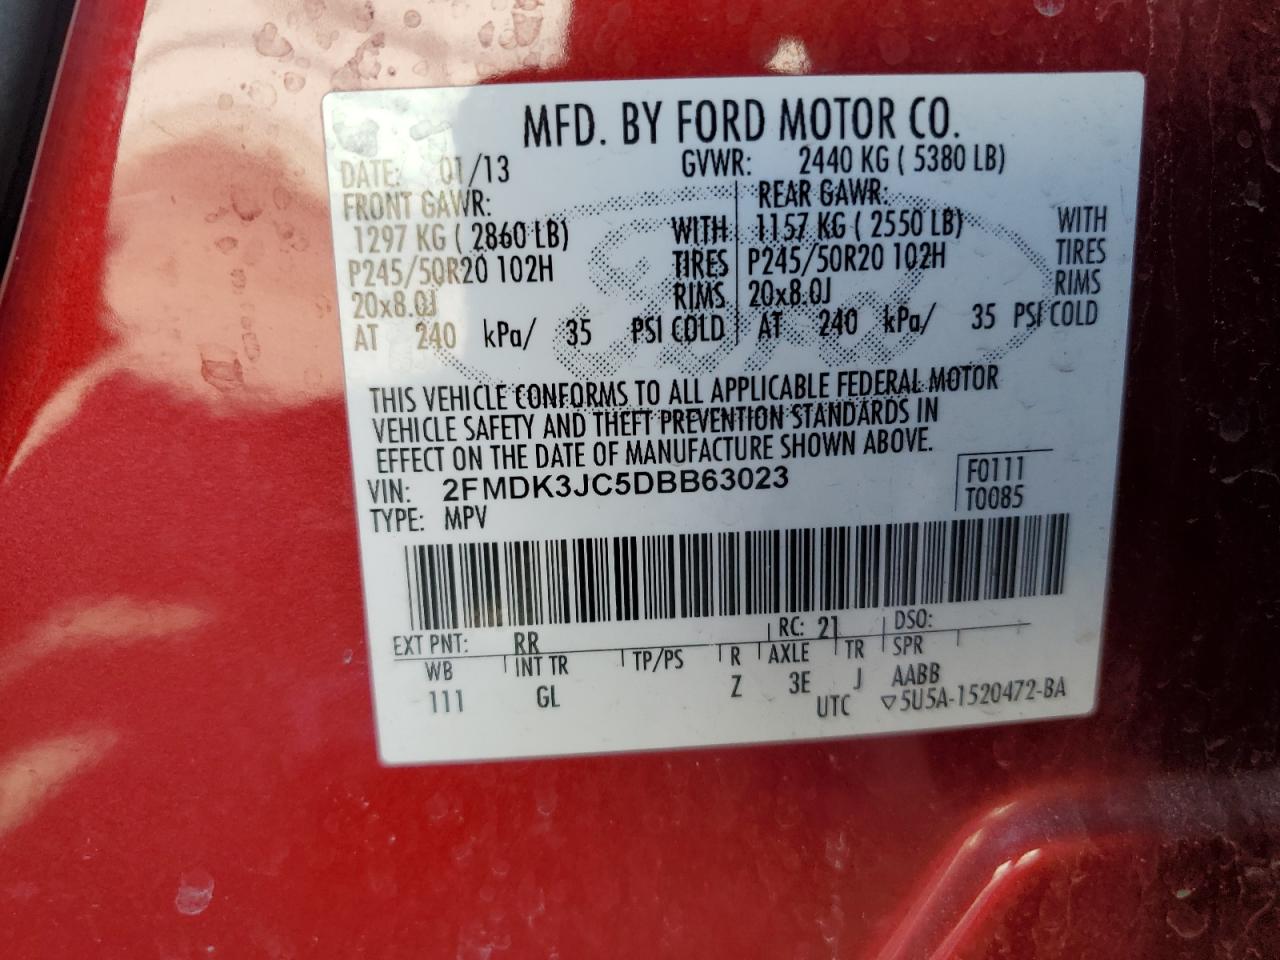 MFD. BY FORD MOTOR CO.
DATE: 01/13 GVWR: 2440 KG ( 5380 LB)
FRONT GAWR: REAR GAWR:
1297 KG ( 2860 LB) WITH 1157 KG ( 2550 LB) WITH
P245/50R20 102H TIRES P245/50R20 102H TIRES
20x8.0J RIMS 20x8.0J RIMS
AT 240 kPa/ 35 PSI COLD AT 240 kPa/ 35 PSI COLD
THIS VEHICLE CONFORMS TO ALL APPLICABLE FEDERAL MOTOR
VEHICLE SAFETY AND THEFT PREVENTION STANDARDS IN
EFFECT ON THE DATE OF MANUFACTURE SHOWN ABOVE.
VIN: 2FMDK3JC5DBB63023 F0111
TYPE: MPV T0085
EXT PNT: RR RC: 21 DSO:
WB INT TR TP/PS R AXLE TR SPR
111 GL Z 3E J AABB
UTC ▽5U5A-1520472-BA
Ford